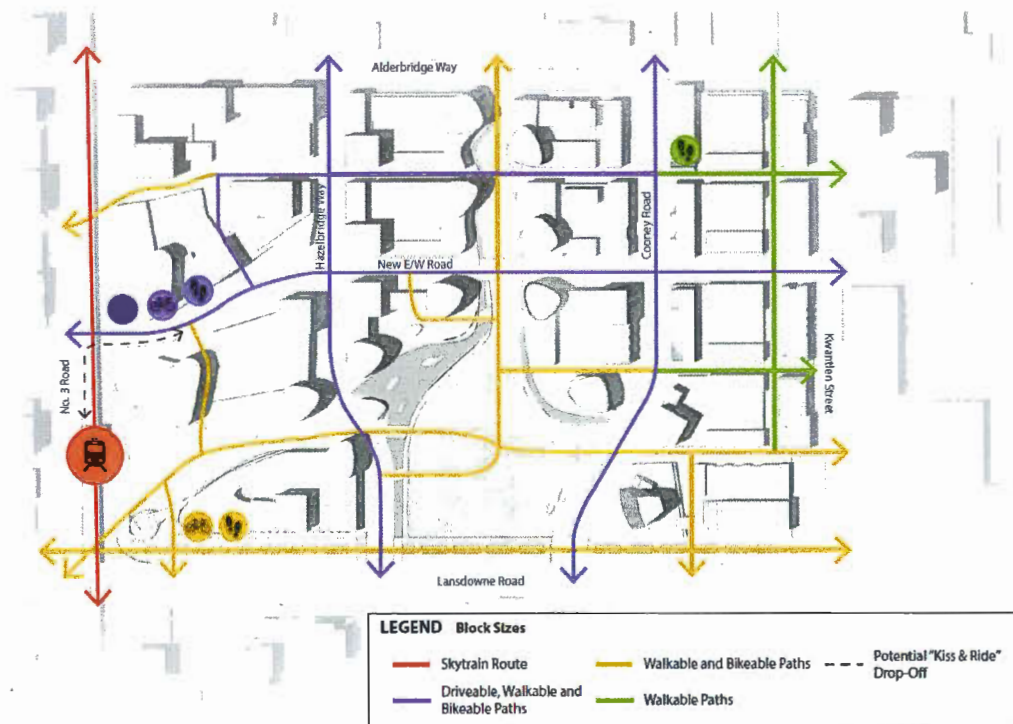 Alderbridge Way
Hazelbridge Way
Cooney Road
New E/W Road
No. 3 Road
Kwantlen Street
Lansdowne Road
LEGEND Block Sizes
Skytrain Route
Walkable and Bikeable Paths
Potential "Kiss & Ride"
Drop-Off
Driveable, Walkable and
Bikeable Paths
Walkable Paths